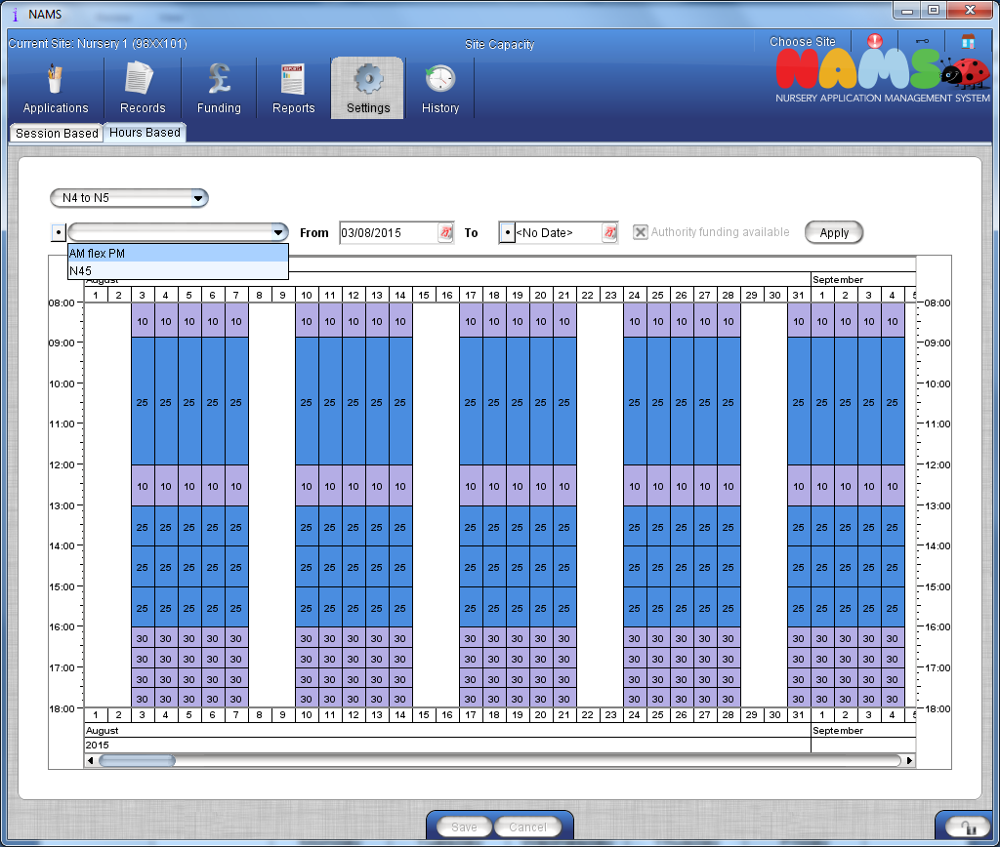 NAMS
Current Site: Nursery 1 (98XX101)
Site Capacity
Choose Site
Applications Records Funding Reports Settings History
NAMS
NURSERY APPLICATION MANAGEMENT SYSTEM
Session Based Hours Based
N4 to N5
From 03/08/2015 To <No Date> Authority funding available Apply
AM flex PM
N45
August September
1 2 3 4 5 6 7 8 9 10 11 12 13 14 15 16 17 18 19 20 21 22 23 24 25 26 27 28 29 30 31 1 2 3 4 5
08:00 08:00
10 10 10 10 10 10 10 10 10 10 10 10 10 10 10 10 10 10 10 10 10 10 10 10 10
09:00 09:00
10:00 10:00
25 25 25 25 25 25 25 25 25 25 25 25 25 25 25 25 25 25 25 25 25 25 25 25 25
11:00 11:00
12:00 12:00
10 10 10 10 10 10 10 10 10 10 10 10 10 10 10 10 10 10 10 10 10 10 10 10 10
13:00 13:00
25 25 25 25 25 25 25 25 25 25 25 25 25 25 25 25 25 25 25 25 25 25 25 25 25
14:00 14:00
25 25 25 25 25 25 25 25 25 25 25 25 25 25 25 25 25 25 25 25 25 25 25 25 25
15:00 15:00
25 25 25 25 25 25 25 25 25 25 25 25 25 25 25 25 25 25 25 25 25 25 25 25 25
16:00 16:00
30 30 30 30 30 30 30 30 30 30 30 30 30 30 30 30 30 30 30 30 30 30 30 30 30
30 30 30 30 30 30 30 30 30 30 30 30 30 30 30 30 30 30 30 30 30 30 30 30 30
17:00 17:00
30 30 30 30 30 30 30 30 30 30 30 30 30 30 30 30 30 30 30 30 30 30 30 30 30
30 30 30 30 30 30 30 30 30 30 30 30 30 30 30 30 30 30 30 30 30 30 30 30 30
18:00 18:00
1 2 3 4 5 6 7 8 9 10 11 12 13 14 15 16 17 18 19 20 21 22 23 24 25 26 27 28 29 30 31 1 2 3 4 5
August September
2015
Save Cancel